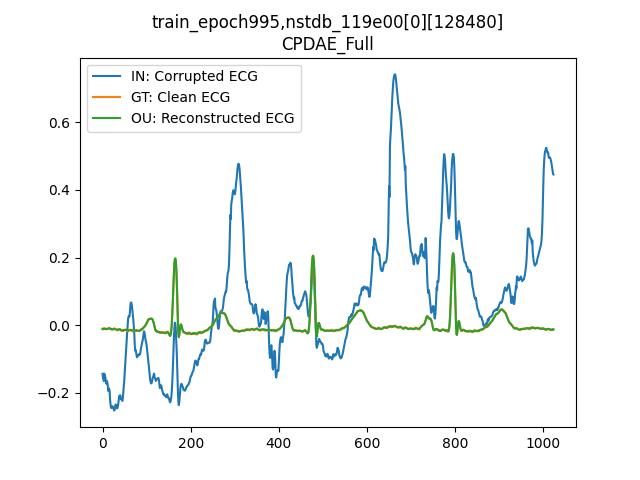 train_epoch995,nstdb_119e00[0][128480]
CPDAE_Full
IN: Corrupted ECG
GT: Clean ECG
OU: Reconstructed ECG
0.6
0.4
0.2
0.0
−0.2
0 200 400 600 800 1000